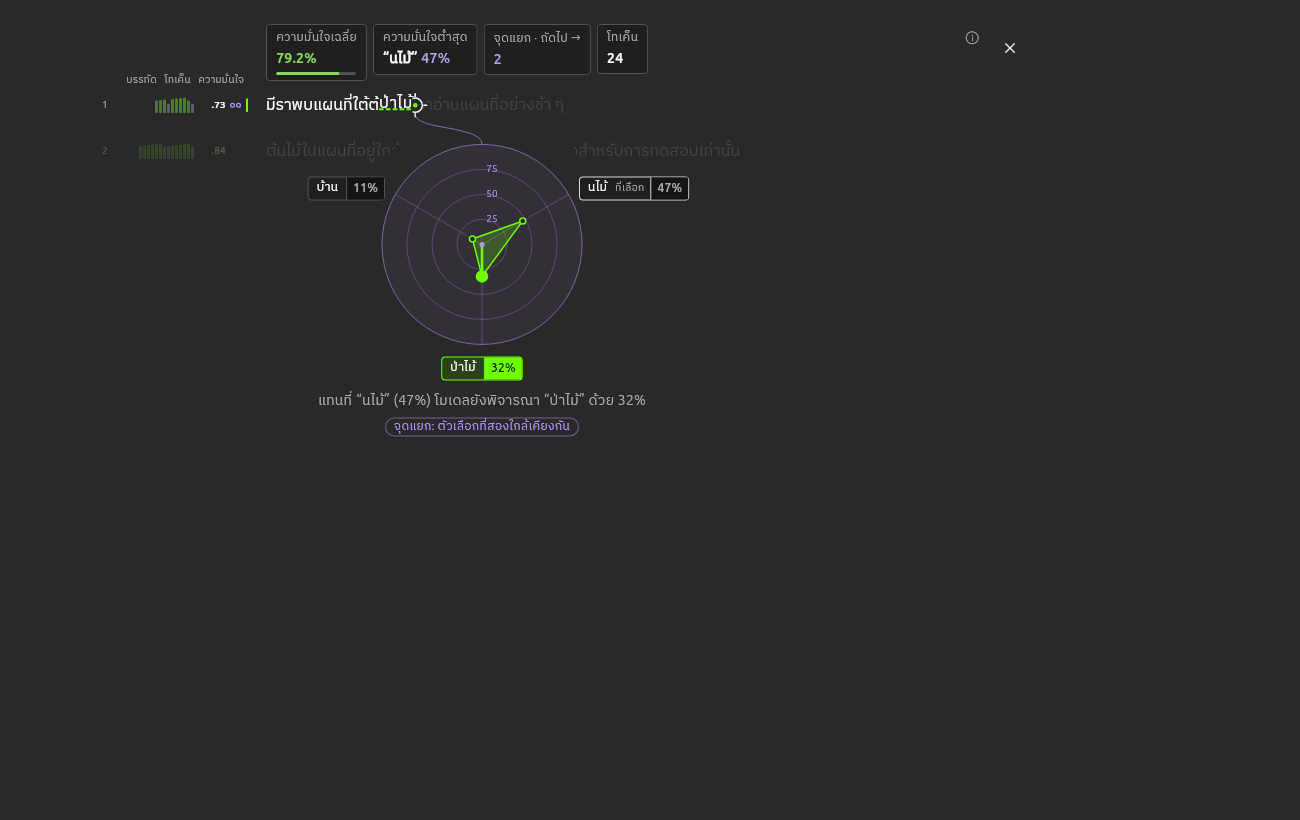 ความมั่นใจเฉลี่ย
79.2%
ความมั่นใจต่ำสุด
“นไม้” 47%
จุดแยก · ถัดไป →
2
โทเค็น
24
บรรทัด โทเค็น ความมั่นใจ
1 .73 มีราพบแผนที่ใต้ต้ป่าไม้ าอ่านแผนที่อย่างช้า ๆ
2 .84 ต้นไม้ในแผนที่อยู่ใกล้ สำหรับการทดสอบเท่านั้น
75
50
25
บ้าน 11%
นไม้ ที่เลือก 47%
ป่าไม้ 32%
แทนที่ “นไม้” (47%) โมเดลยังพิจารณา “ป่าไม้” ด้วย 32%
จุดแยก: ตัวเลือกที่สองใกล้เคียงกัน